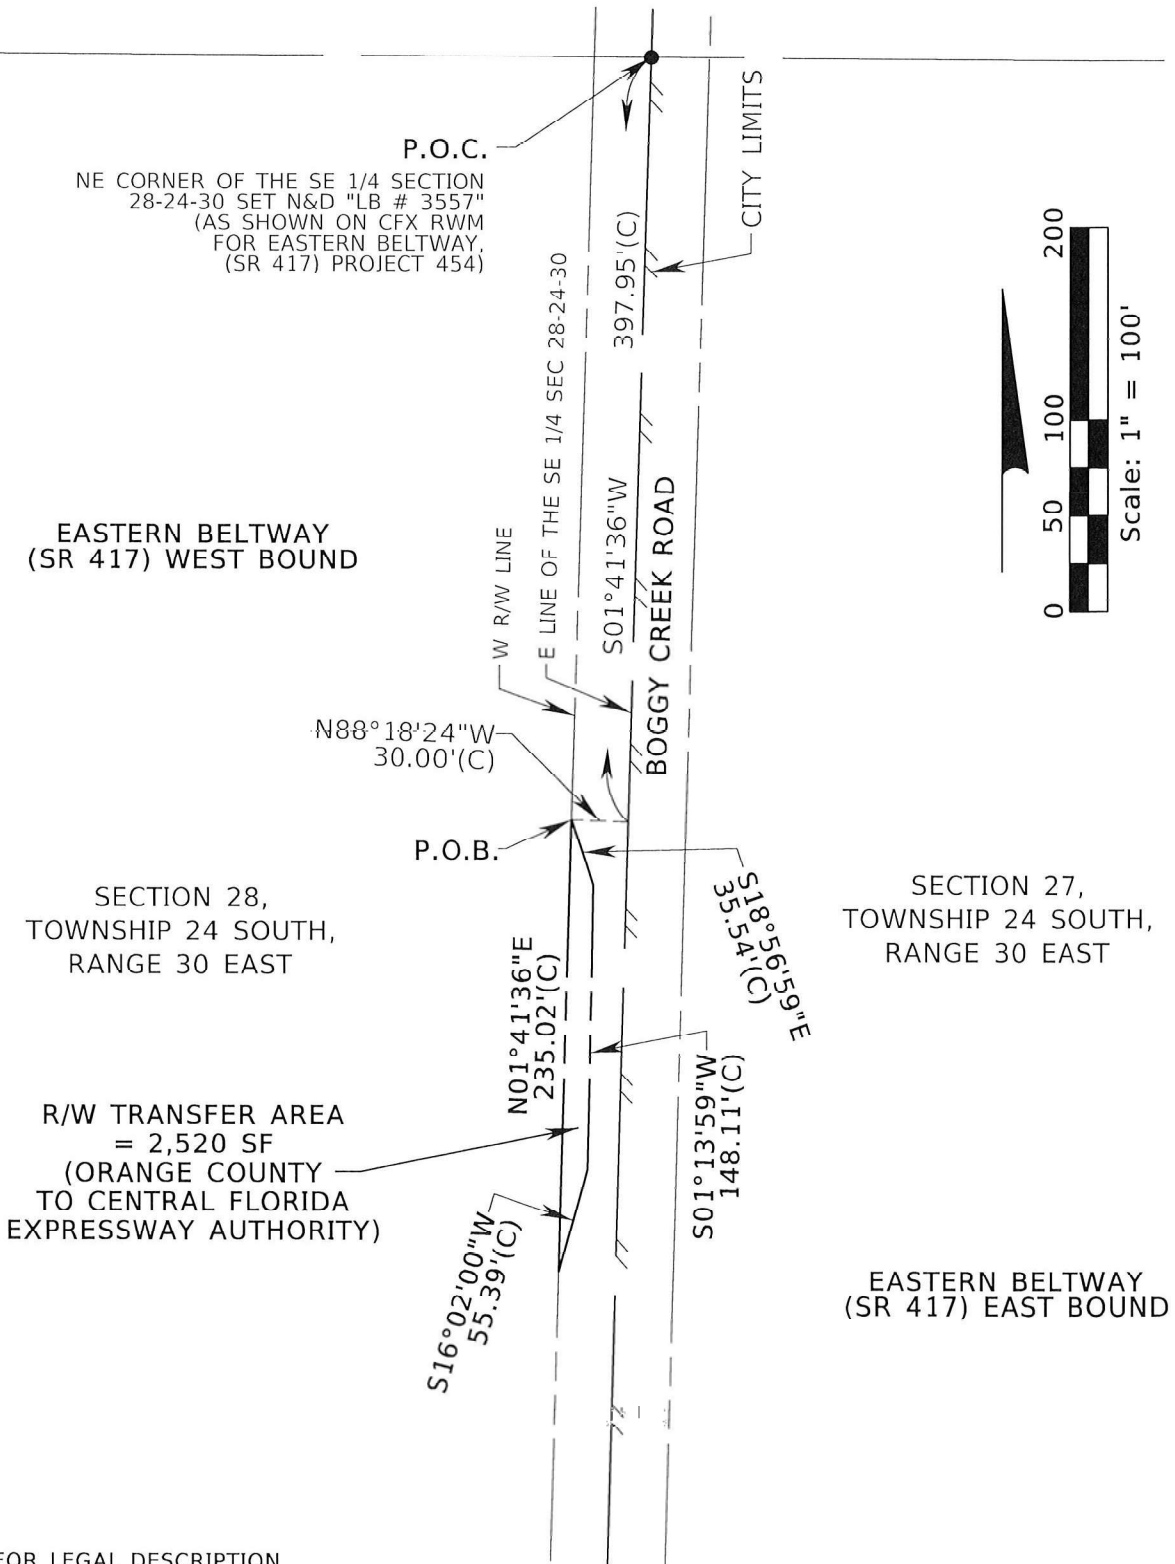 P.O.C.
NE CORNER OF THE SE 1/4 SECTION
28-24-30 SET N&D "LB # 3557"
(AS SHOWN ON CFX RWM
FOR EASTERN BELTWAY,
(SR 417) PROJECT 454)
CITY LIMITS
397.95'(C)
E LINE OF THE SE 1/4 SEC 28-24-30
200
100
50
0
Scale: 1" = 100'
EASTERN BELTWAY
(SR 417) WEST BOUND
W R/W LINE
S01°41'36"W
BOGGY CREEK ROAD
N88°18'24"W
30.00'(C)
P.O.B.
SECTION 28,
TOWNSHIP 24 SOUTH,
RANGE 30 EAST
S18°56'59"E
35.54'(C)
SECTION 27,
TOWNSHIP 24 SOUTH,
RANGE 30 EAST
N01°41'36"E
235.02'(C)
S01°13'59"W
148.11'(C)
R/W TRANSFER AREA
= 2,520 SF
(ORANGE COUNTY
TO CENTRAL FLORIDA
EXPRESSWAY AUTHORITY)
S16°02'00"W
55.39'(C)
EASTERN BELTWAY
(SR 417) EAST BOUND
FOR LEGAL DESCRIPTION